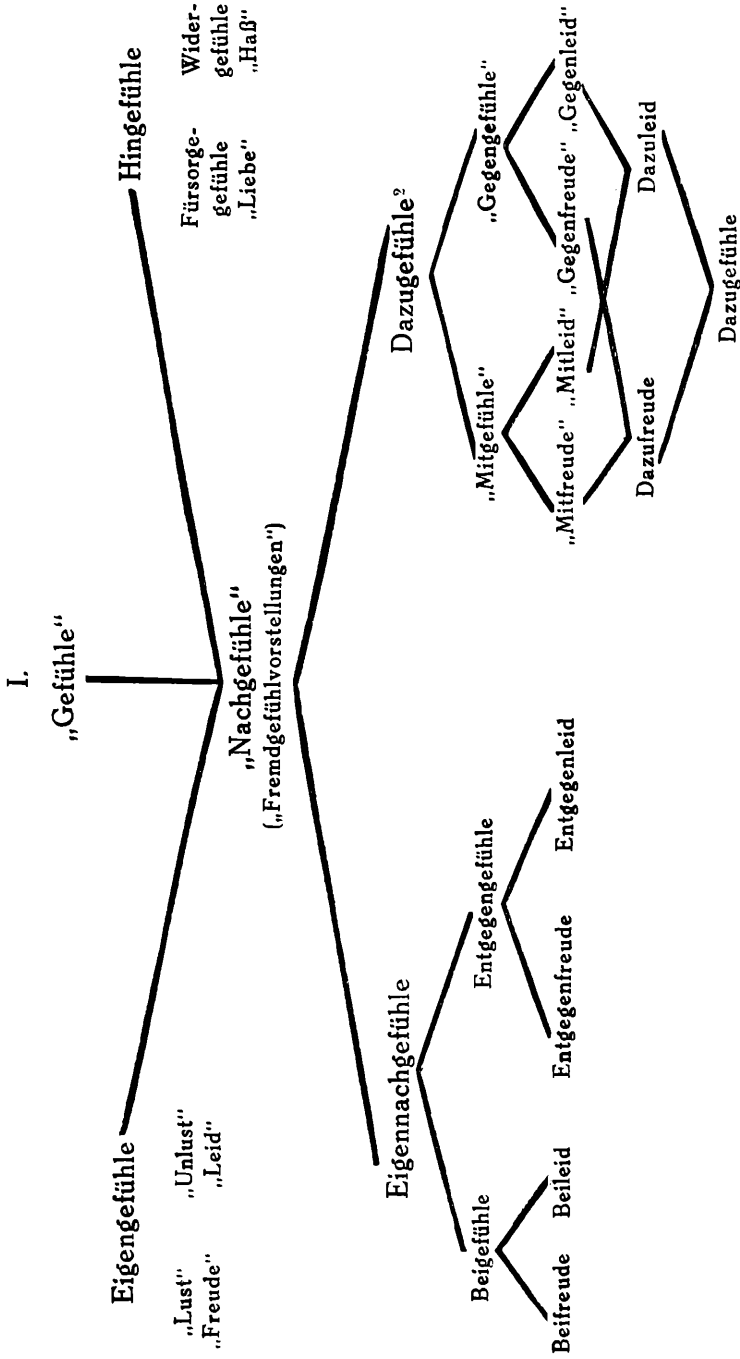 I.
„Gefühle“
Eigengefühle
Hingefühle
„Lust“ „Unlust“
„Freude“ „Leid“
Fürsorge- Wider-
gefühle gefühle
„Liebe“ „Haß“
„Nachgefühle“
(„Fremdgefühlvorstellungen“)
Eigennachgefühle
Dazugefühle²
Beigefühle
Entgegengefühle
„Mitgefühle“
„Gegengefühle“
Beifreude Beileid Entgegenfreude Entgegenleid
„Mitfreude“ „Mitleid“ „Gegenfreude“ „Gegenleid“
Dazufreude
Dazuleid
Dazugefühle